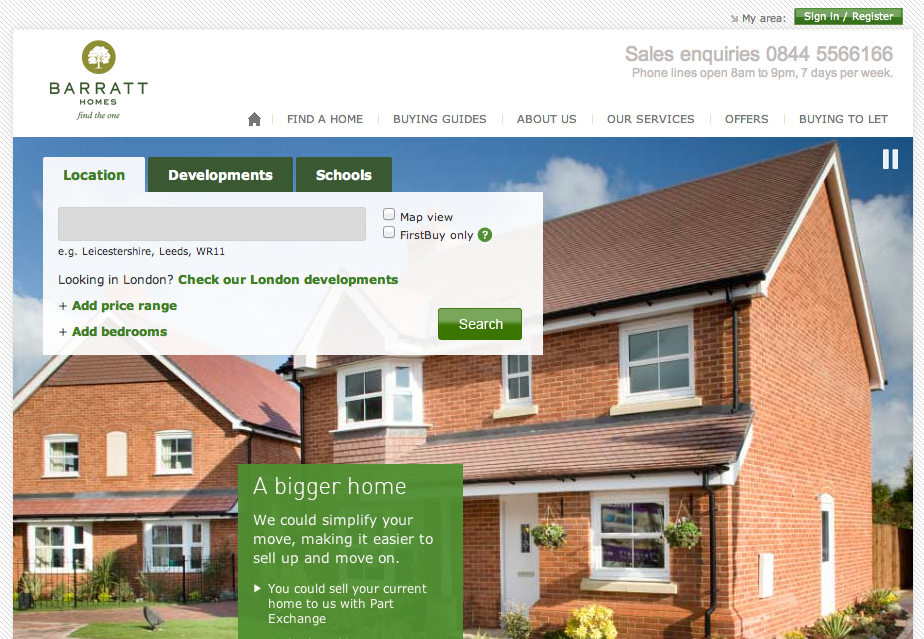 My area: Sign in / Register
BARRATT
HOMES
find the one
Sales enquiries 0844 5566166
Phone lines open 8am to 9pm, 7 days per week.
FIND A HOME BUYING GUIDES ABOUT US OUR SERVICES OFFERS BUYING TO LET
Location Developments Schools
Map view
FirstBuy only ?
e.g. Leicestershire, Leeds, WR11
Looking in London? Check our London developments
+ Add price range
+ Add bedrooms
Search
A bigger home
We could simplify your
move, making it easier to
sell up and move on.
You could sell your current
home to us with Part
Exchange